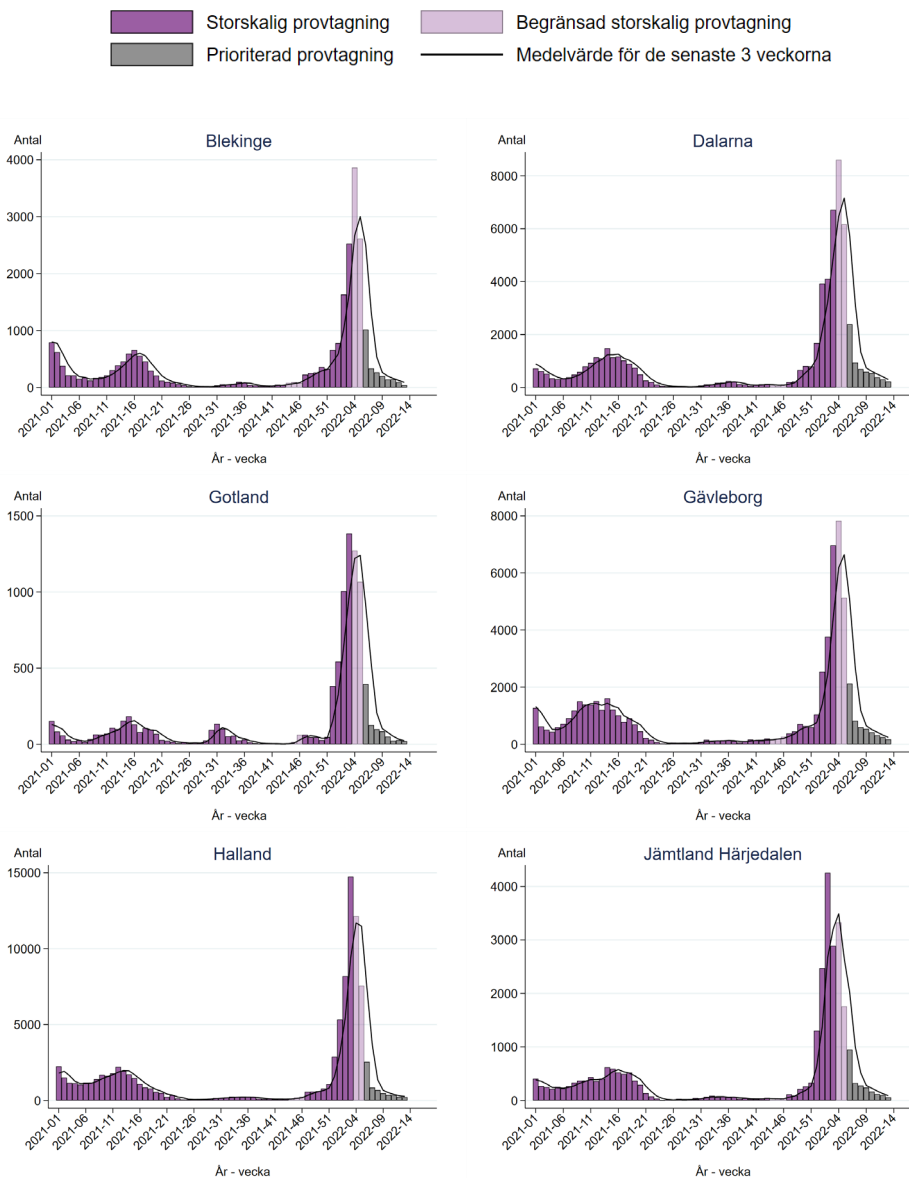 Storskalig provtagning
Begränsad storskalig provtagning
Prioriterad provtagning
Medelvärde för de senaste 3 veckorna
Antal
Blekinge
4000
3000
2000
1000
0
2021-01 2021-06 2021-11 2021-16 2021-21 2021-26 2021-31 2021-36 2021-41 2021-46 2021-51 2022-04 2022-09 2022-14
År - vecka
Antal
Dalarna
8000
6000
4000
2000
0
2021-01 2021-06 2021-11 2021-16 2021-21 2021-26 2021-31 2021-36 2021-41 2021-46 2021-51 2022-04 2022-09 2022-14
År - vecka
Antal
Gotland
1500
1000
500
0
2021-01 2021-06 2021-11 2021-16 2021-21 2021-26 2021-31 2021-36 2021-41 2021-46 2021-51 2022-04 2022-09 2022-14
År - vecka
Antal
Gävleborg
8000
6000
4000
2000
0
2021-01 2021-06 2021-11 2021-16 2021-21 2021-26 2021-31 2021-36 2021-41 2021-46 2021-51 2022-04 2022-09 2022-14
År - vecka
Antal
Halland
15000
10000
5000
0
2021-01 2021-06 2021-11 2021-16 2021-21 2021-26 2021-31 2021-36 2021-41 2021-46 2021-51 2022-04 2022-09 2022-14
År - vecka
Antal
Jämtland Härjedalen
4000
3000
2000
1000
0
2021-01 2021-06 2021-11 2021-16 2021-21 2021-26 2021-31 2021-36 2021-41 2021-46 2021-51 2022-04 2022-09 2022-14
År - vecka